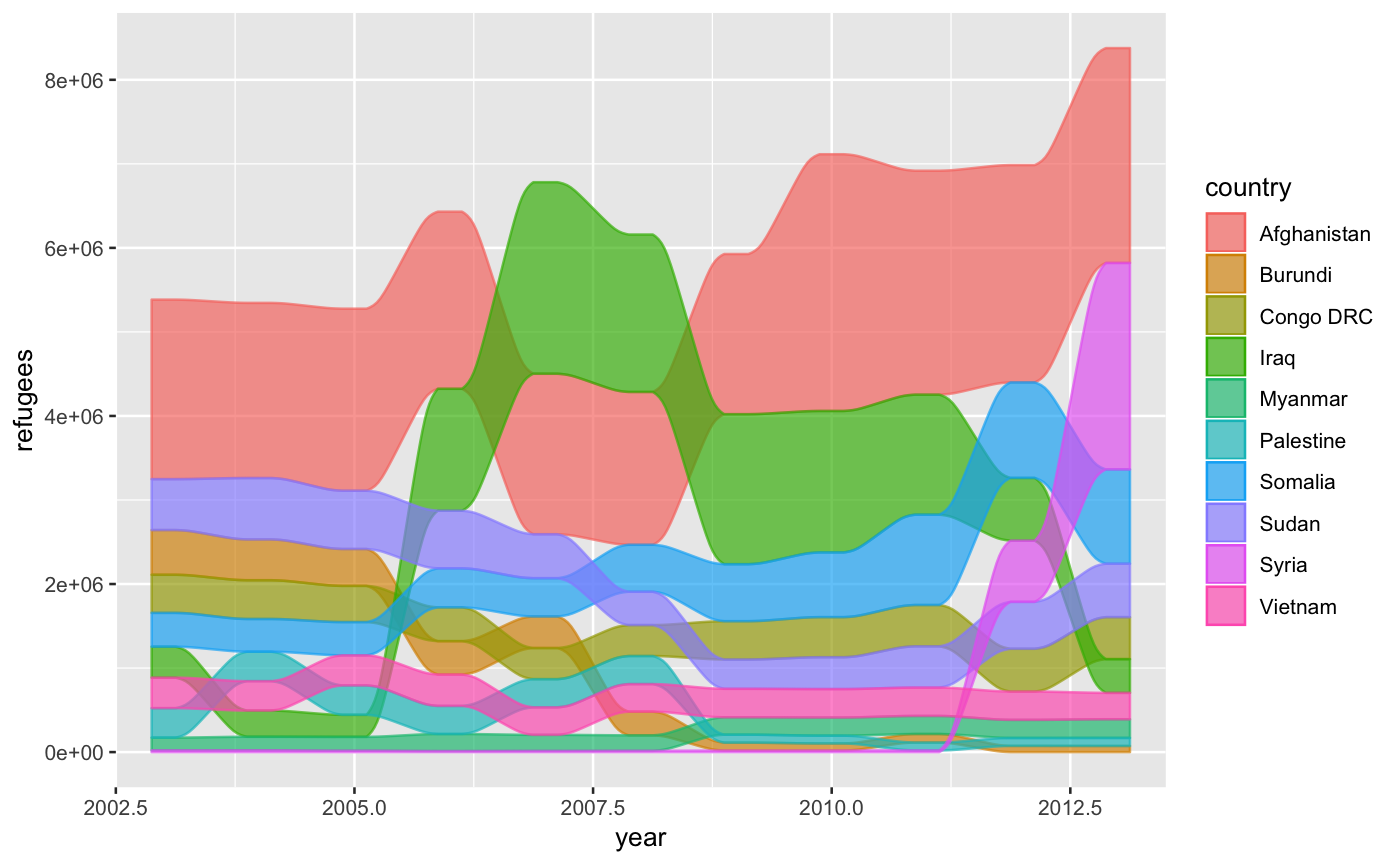 8e+06
6e+06
4e+06
2e+06
0e+00
refugees
2002.5 2005.0 2007.5 2010.0 2012.5
year
country
Afghanistan
Burundi
Congo DRC
Iraq
Myanmar
Palestine
Somalia
Sudan
Syria
Vietnam